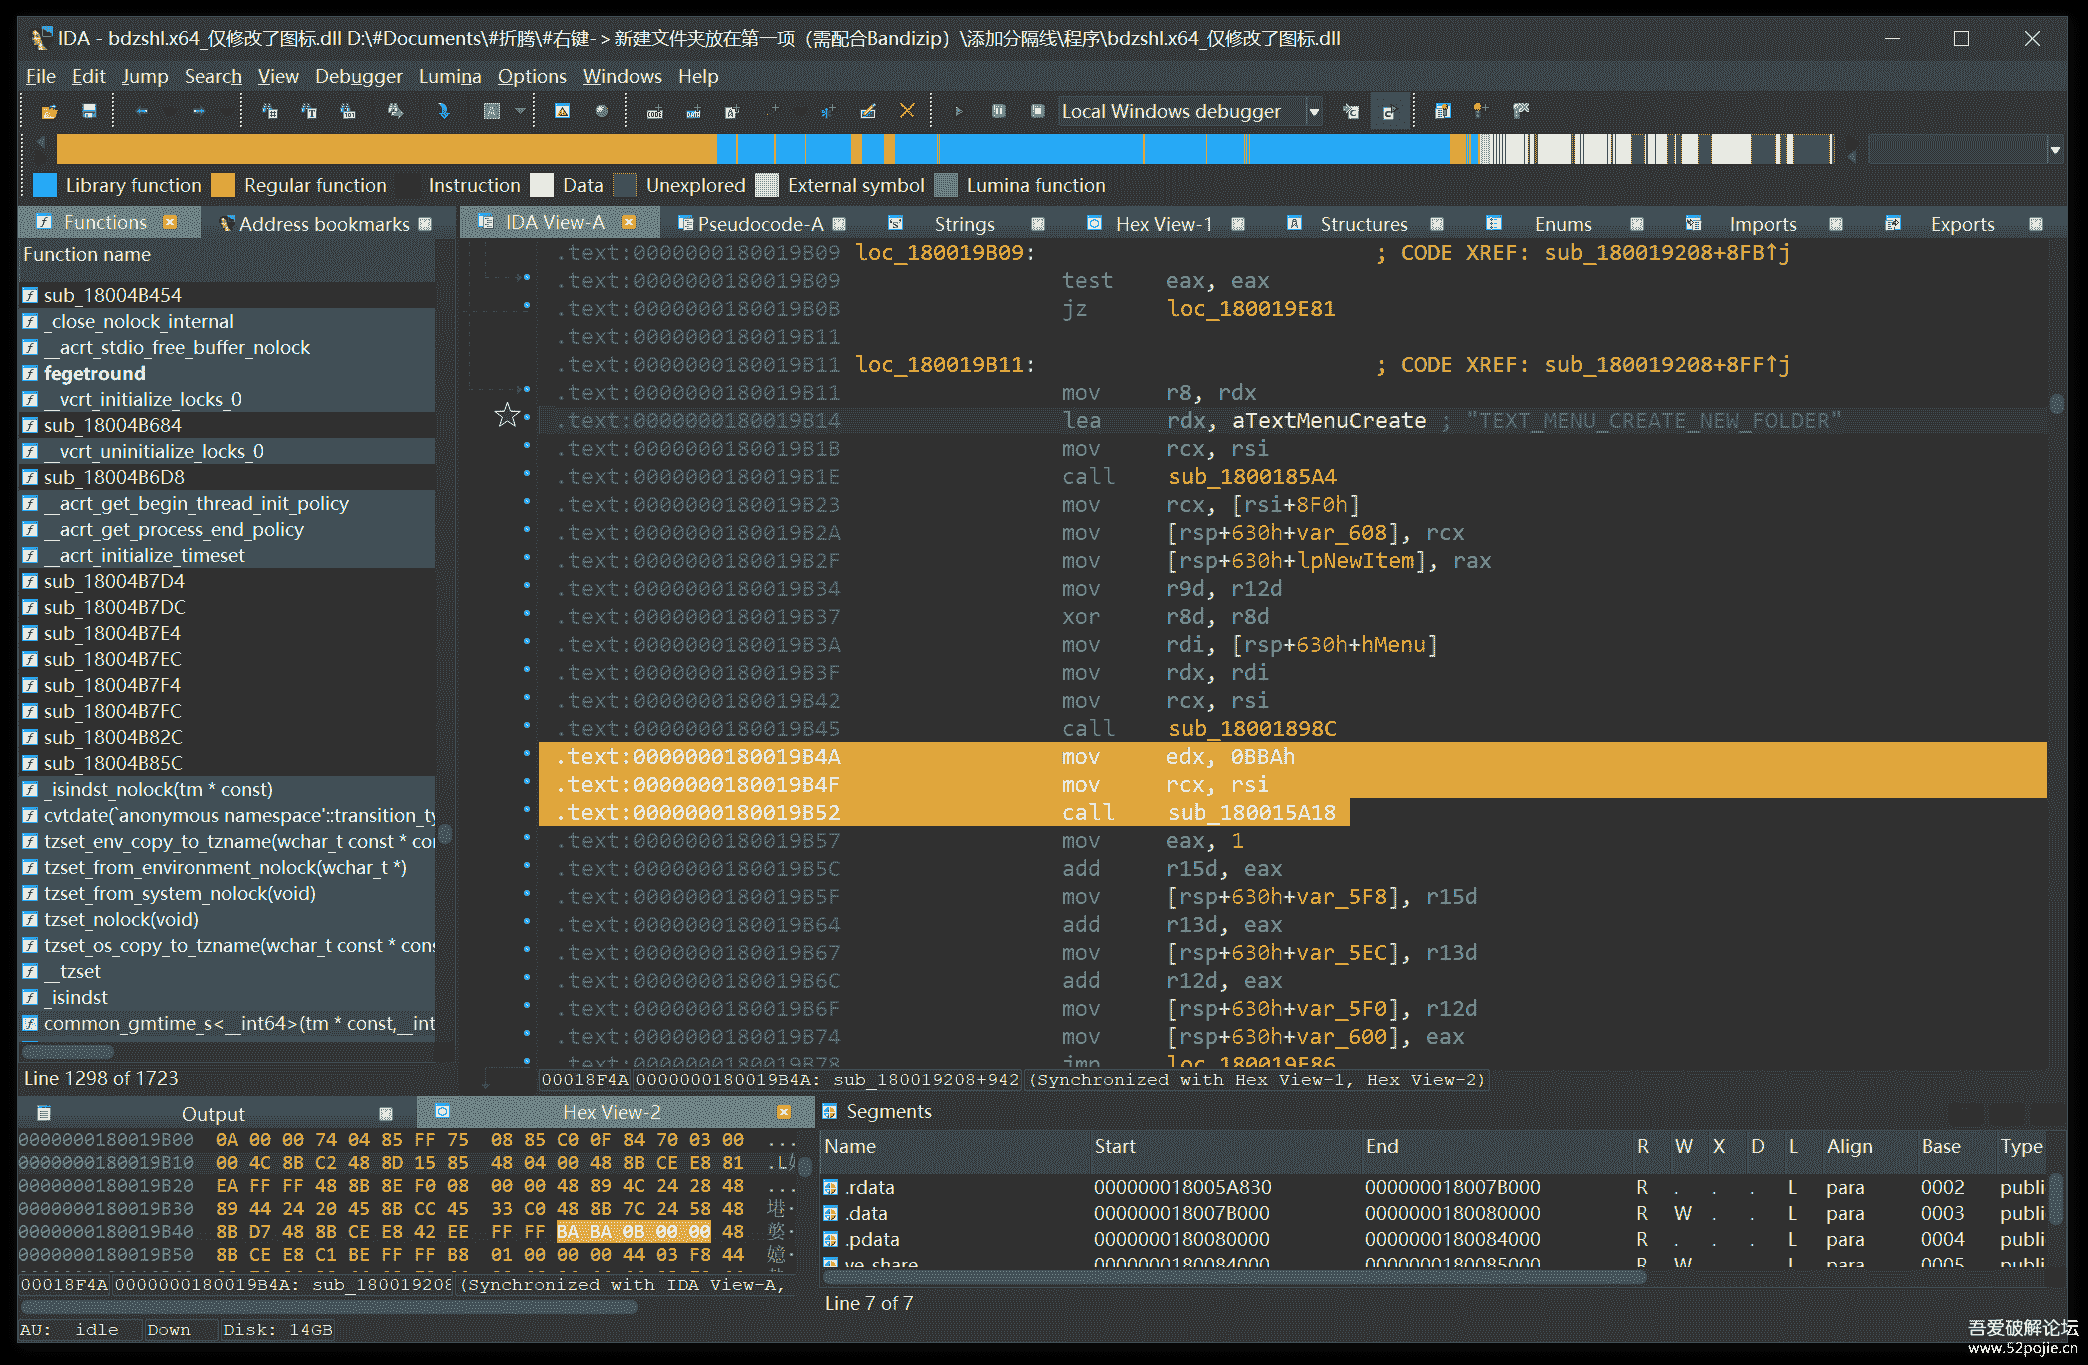 IDA - bdzshl.x64_仅修改了图标.dll D:\#Documents\#折腾\#右键->新建文件夹放在第一项（需配合Bandizip）\添加分隔线\程序\bdzshl.x64_仅修改了图标.dll
File Edit Jump Search View Debugger Lumina Options Windows Help
Local Windows debugger
Library function Regular function Instruction Data Unexplored External symbol Lumina function
Functions Address bookmarks IDA View-A Pseudocode-A Strings Hex View-1 Structures Enums Imports Exports
Function name
sub_18004B454
_close_nolock_internal
__acrt_stdio_free_buffer_nolock
fegetround
__vcrt_initialize_locks_0
sub_18004B684
__vcrt_uninitialize_locks_0
sub_18004B6D8
__acrt_get_begin_thread_init_policy
__acrt_get_process_end_policy
__acrt_initialize_timeset
sub_18004B7D4
sub_18004B7DC
sub_18004B7E4
sub_18004B7EC
sub_18004B7F4
sub_18004B7FC
sub_18004B82C
sub_18004B85C
_isindst_nolock(tm * const)
cvtdate(`anonymous namespace'::transition_ty
tzset_env_copy_to_tzname(wchar_t const * co
tzset_from_environment_nolock(wchar_t *)
tzset_from_system_nolock(void)
tzset_nolock(void)
tzset_os_copy_to_tzname(wchar_t const * con
__tzset
_isindst
common_gmtime_s<__int64>(tm * const,__int
Line 1298 of 1723
.text:0000000180019B09 loc_180019B09: ; CODE XREF: sub_180019208+8FB↑j
.text:0000000180019B09 test eax, eax
.text:0000000180019B0B jz loc_180019E81
.text:0000000180019B11
.text:0000000180019B11 loc_180019B11: ; CODE XREF: sub_180019208+8FF↑j
.text:0000000180019B11 mov r8, rdx
.text:0000000180019B14 lea rdx, aTextMenuCreate ; "TEXT_MENU_CREATE_NEW_FOLDER"
.text:0000000180019B1B mov rcx, rsi
.text:0000000180019B1E call sub_1800185A4
.text:0000000180019B23 mov rcx, [rsi+8F0h]
.text:0000000180019B2A mov [rsp+630h+var_608], rcx
.text:0000000180019B2F mov [rsp+630h+lpNewItem], rax
.text:0000000180019B34 mov r9d, r12d
.text:0000000180019B37 xor r8d, r8d
.text:0000000180019B3A mov rdi, [rsp+630h+hMenu]
.text:0000000180019B3F mov rdx, rdi
.text:0000000180019B42 mov rcx, rsi
.text:0000000180019B45 call sub_18001898C
.text:0000000180019B4A mov edx, 0BBAh
.text:0000000180019B4F mov rcx, rsi
.text:0000000180019B52 call sub_180015A18
.text:0000000180019B57 mov eax, 1
.text:0000000180019B5C add r15d, eax
.text:0000000180019B5F mov [rsp+630h+var_5F8], r15d
.text:0000000180019B64 add r13d, eax
.text:0000000180019B67 mov [rsp+630h+var_5EC], r13d
.text:0000000180019B6C add r12d, eax
.text:0000000180019B6F mov [rsp+630h+var_5F0], r12d
.text:0000000180019B74 mov [rsp+630h+var_600], eax
.text:0000000180019B78 jmp loc_180019E86
00018F4A 0000000180019B4A: sub_180019208+942 (Synchronized with Hex View-1, Hex View-2)
Output Hex View-2
0000000180019B00 0A 00 00 74 04 85 FF 75 08 85 C0 0F 84 70 03 00 ...
0000000180019B10 00 4C 8B C2 48 8D 15 85 48 04 00 48 8B CE E8 81
0000000180019B20 EA FF FF 48 8B 8E F0 08 00 00 48 89 4C 24 28 48 ...
0000000180019B30 89 44 24 20 45 8B CC 45 33 C0 48 8B 7C 24 58 48
0000000180019B40 8B D7 48 8B CE E8 42 EE FF FF BA BA 0B 00 00 48
0000000180019B50 8B CE E8 C1 BE FF FF B8 01 00 00 00 44 03 F8 44
00018F4A 0000000180019B4A: sub_180019208 (Synchronized with IDA View-A,
AU: idle Down Disk: 14GB
Segments
Name Start End R W X D L Align Base Type
.rdata 000000018005A830 000000018007B000 R . . . L para 0002 publi
.data 000000018007B000 0000000180080000 R W . . L para 0003 publi
.pdata 0000000180080000 0000000180084000 R . . . L para 0004 publi
ve_share 0000000180084000 0000000180085000 R W . . L para 0005 publi
Line 7 of 7
吾爱破解论坛
www.52pojie.cn